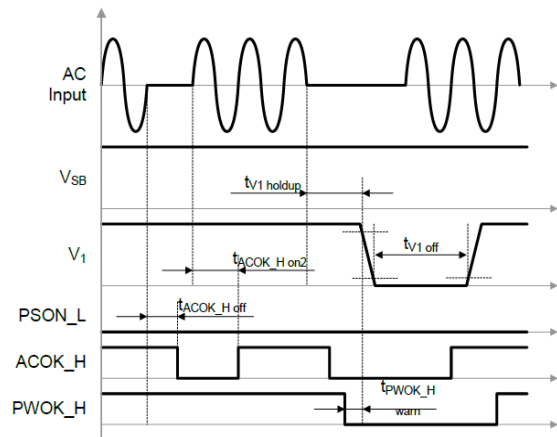 AC
Input
VSB
tV1 holdup
V1
tV1 off
tACOK_H on2
PSON_L
tACOK_H off
ACOK_H
tPWOK_H
warn
PWOK_H